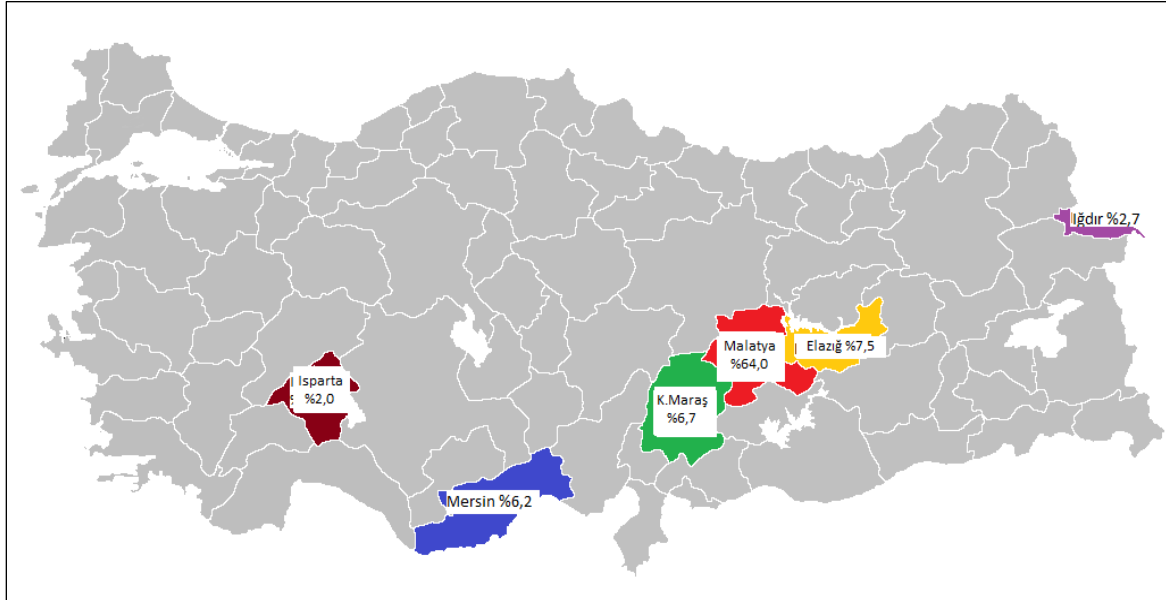 Iğdır %2,7
Malatya
%64,0
Elazığ %7,5
Isparta
%2,0
K.Maraş
%6,7
Mersin %6,2